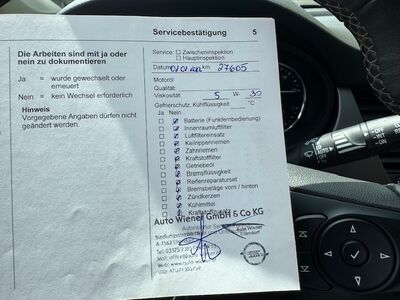 Servicebestätigung 5
Die Arbeiten sind mit ja oder
nein zu dokumentieren
Ja = wurde gewechselt oder
erneuert
Nein = kein Wechsel erforderlich
Hinweis
Vorgegebene Angaben dürfen nicht
geändert werden.
Service: □ Zwischeninspektion
□ Hauptinspektion
Datum km 27605
Motoröl
Qualität:
Viskosität: 5 W- 30
Gefrierschutz, Kühlflüssigkeit °C
Ja Nein
Batterie (Funkfernbedienung)
Innenraumluftfilter
Luftfiltereinsatz
Keilrippenriemen
Zahnriemen
Kraftstofffilter
Getriebeöl
Bremsflüssigkeit
Reifenreparaturset
Bremsbeläge vorn / hinten
Zündkerzen
Kühlmittel
Auto Wiener GmbH & Co KG